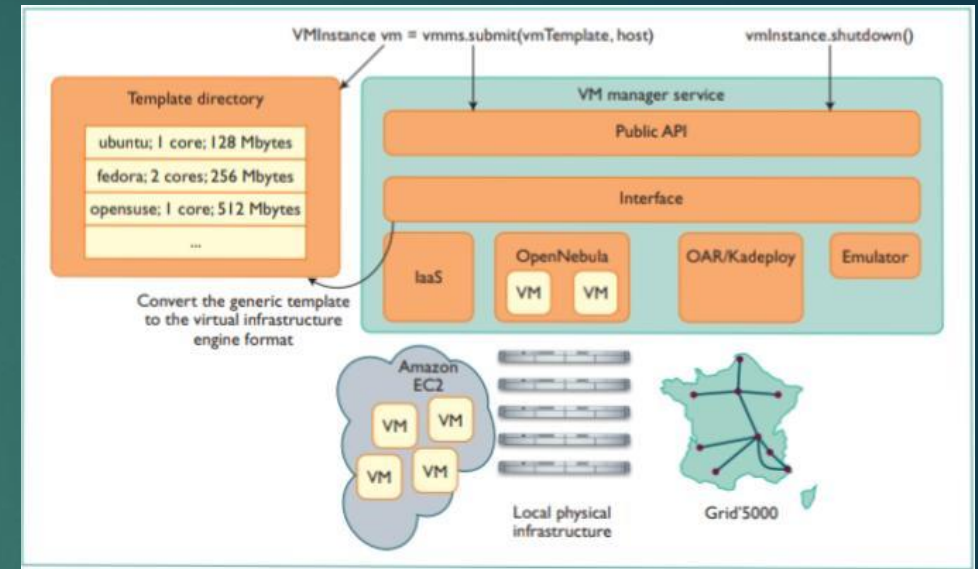 VMInstance vm = vmms.submit(vmTemplate, host)
vmInstance.shutdown()
Template directory
ubuntu; 1 core; 128 Mbytes
fedora; 2 cores; 256 Mbytes
opensuse; 1 core; 512 Mbytes
...
Convert the generic template
to the virtual infrastructure
engine format
VM manager service
Public API
Interface
IaaS
OpenNebula
VM
VM
OAR/Kadeploy
Emulator
Amazon
EC2
VM
VM
VM
VM
Local physical
infrastructure
Grid'5000